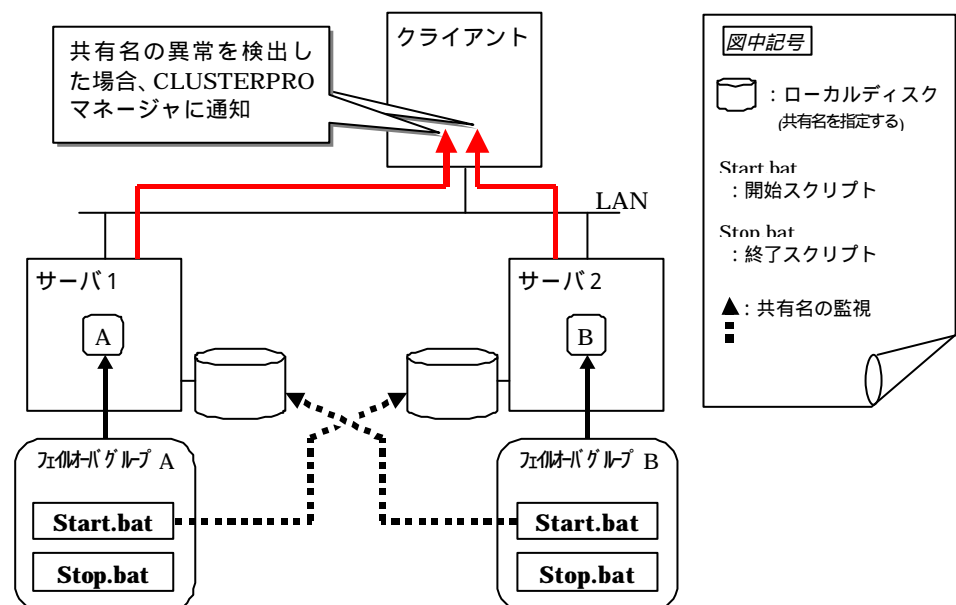 共有名の異常を検出し
た場合、CLUSTERPRO
マネージャに通知
クライアント
LAN
サーバ1
A
サーバ2
B
フェイルオーバグループ A
Start.bat
Stop.bat
フェイルオーバグループ B
Start.bat
Stop.bat
図中記号
：ローカルディスク
(共有名を指定する)
Start.bat
：開始スクリプト
Stop.bat
：終了スクリプト
：共有名の監視